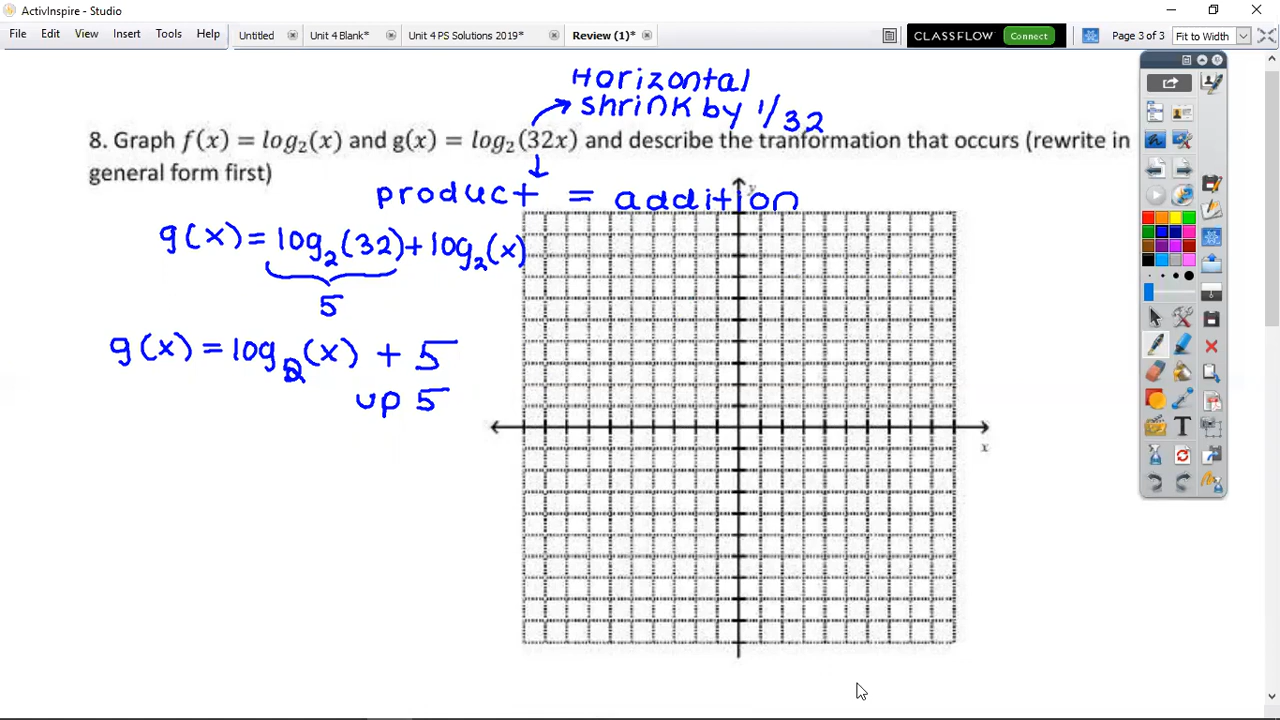 ActivInspire - Studio
File Edit View Insert Tools Help Untitled Unit 4 Blank* Unit 4 PS Solutions 2019* Review (1)* CLASSFLOW Connect Page 3 of 3 Fit to Width
Horizontal
shrink by 1/32
8. Graph f(x) = log₂(x) and g(x) = log₂(32x) and describe the tranformation that occurs (rewrite in
general form first)
product = addition
y
g(x) = log₂(32) + log₂(x)
5
g(x) = log₂(x) + 5
up 5
x